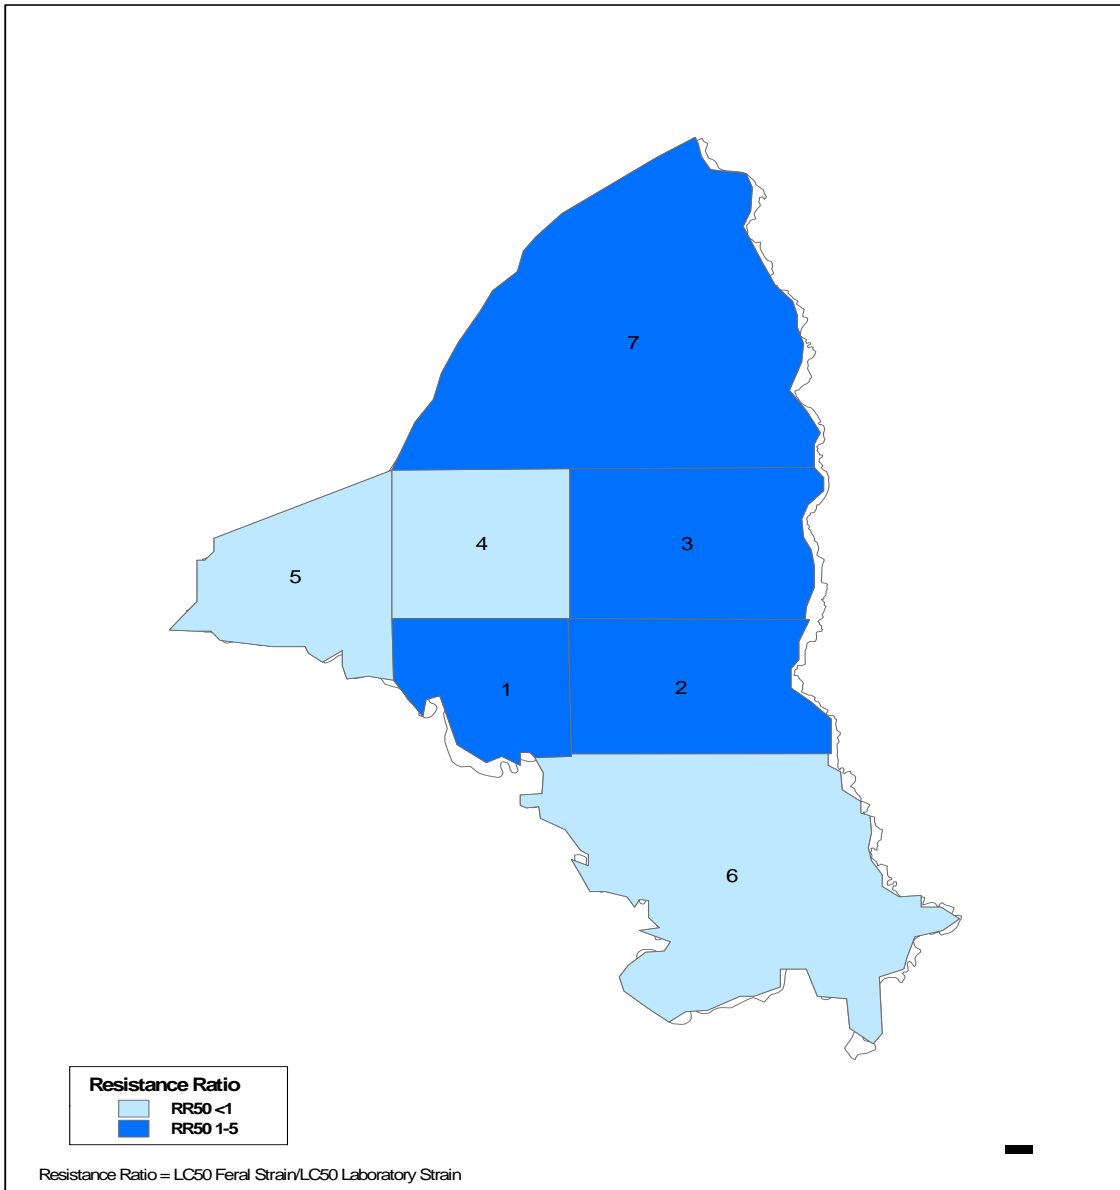 7
4
3
5
1
2
6
Resistance Ratio
RR50 <1
RR50 1-5
Resistance Ratio = LC50 Feral Strain/LC50 Laboratory Strain